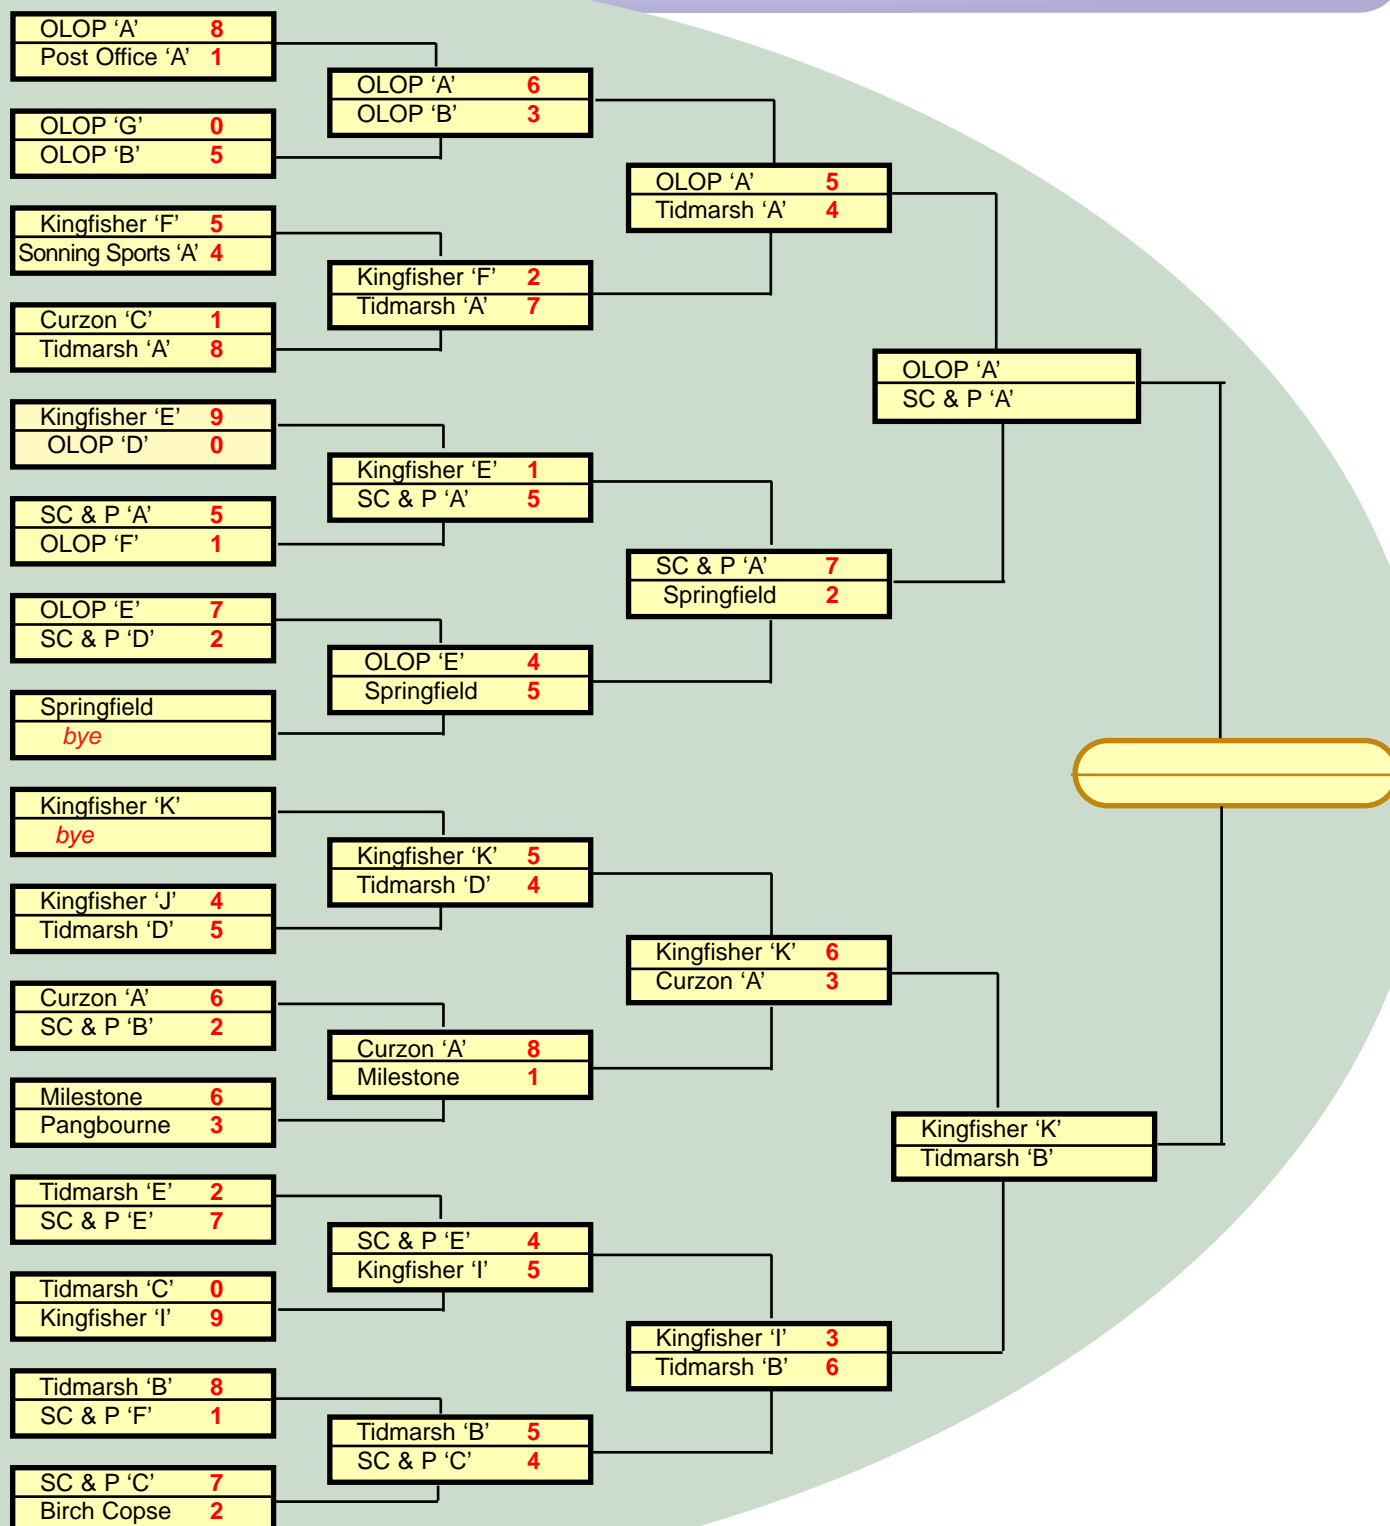 OLOP ‘A’ 8
Post Office ‘A’ 1
OLOP ‘G’ 0
OLOP ‘B’ 5
Kingfisher ‘F’ 5
Sonning Sports ‘A’ 4
Curzon ‘C’ 1
Tidmarsh ‘A’ 8
Kingfisher ‘E’ 9
OLOP ‘D’ 0
SC & P ‘A’ 5
OLOP ‘F’ 1
OLOP ‘E’ 7
SC & P ‘D’ 2
Springfield
bye
Kingfisher ‘K’
bye
Kingfisher ‘J’ 4
Tidmarsh ‘D’ 5
Curzon ‘A’ 6
SC & P ‘B’ 2
Milestone 6
Pangbourne 3
Tidmarsh ‘E’ 2
SC & P ‘E’ 7
Tidmarsh ‘C’ 0
Kingfisher ‘I’ 9
Tidmarsh ‘B’ 8
SC & P ‘F’ 1
SC & P ‘C’ 7
Birch Copse 2
OLOP ‘A’ 6
OLOP ‘B’ 3
Kingfisher ‘F’ 2
Tidmarsh ‘A’ 7
Kingfisher ‘E’ 1
SC & P ‘A’ 5
OLOP ‘E’ 4
Springfield 5
Kingfisher ‘K’ 5
Tidmarsh ‘D’ 4
Curzon ‘A’ 8
Milestone 1
SC & P ‘E’ 4
Kingfisher ‘I’ 5
Tidmarsh ‘B’ 5
SC & P ‘C’ 4
OLOP ‘A’ 5
Tidmarsh ‘A’ 4
SC & P ‘A’ 7
Springfield 2
Kingfisher ‘K’ 6
Curzon ‘A’ 3
Kingfisher ‘I’ 3
Tidmarsh ‘B’ 6
OLOP ‘A’
SC & P ‘A’
Kingfisher ‘K’
Tidmarsh ‘B’